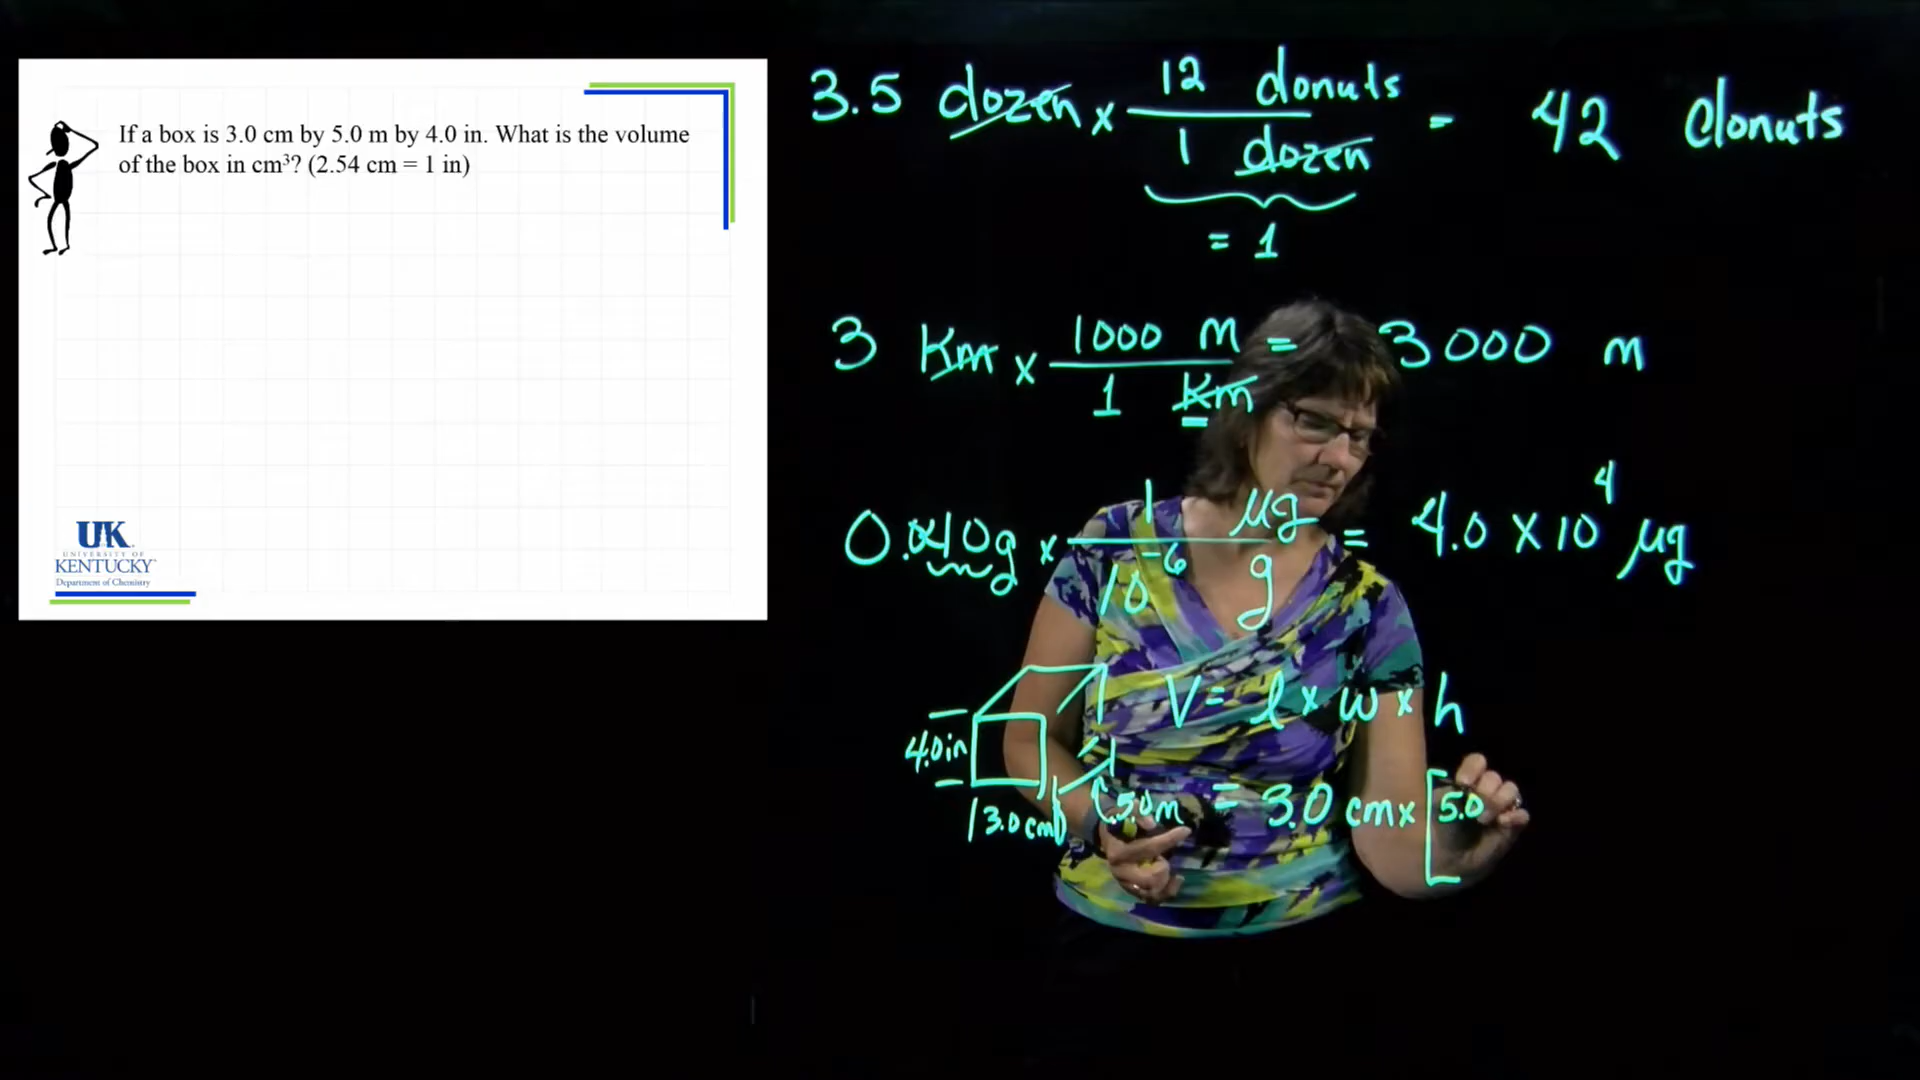 If a box is 3.0 cm by 5.0 m by 4.0 in. What is the volume
of the box in cm³? (2.54 cm = 1 in)
UK
UNIVERSITY OF
KENTUCKY
Department of Chemistry
3.5 dozen x 12 donuts / 1 dozen = 42 donuts
= 1
3 Km x 1000 m / 1 Km = 3000 m
0.040g x 1 µg / 10⁻⁶ g = 4.0 x 10⁴ µg
V = l x w x h
4.0in
3.0 cm
5.0m
= 3.0 cm x [5.0